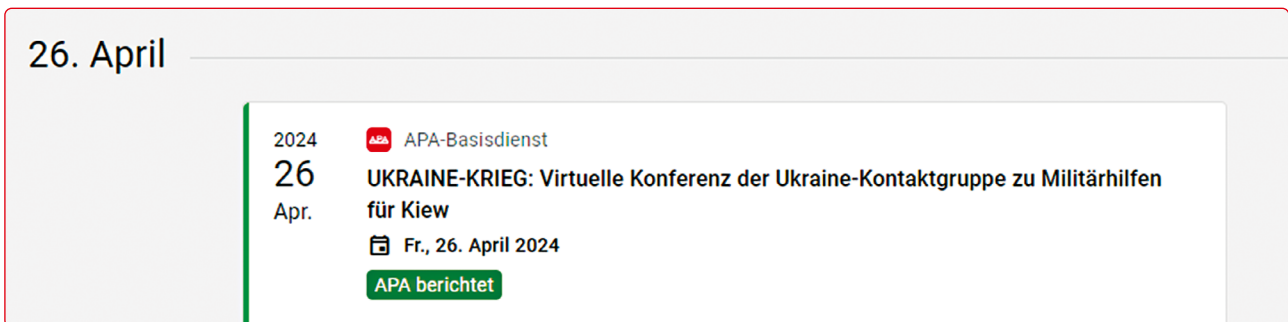 26. April
2024
26
Apr.
APA APA-Basisdienst
UKRAINE-KRIEG: Virtuelle Konferenz der Ukraine-Kontaktgruppe zu Militärhilfen
für Kiew
Fr., 26. April 2024
APA berichtet